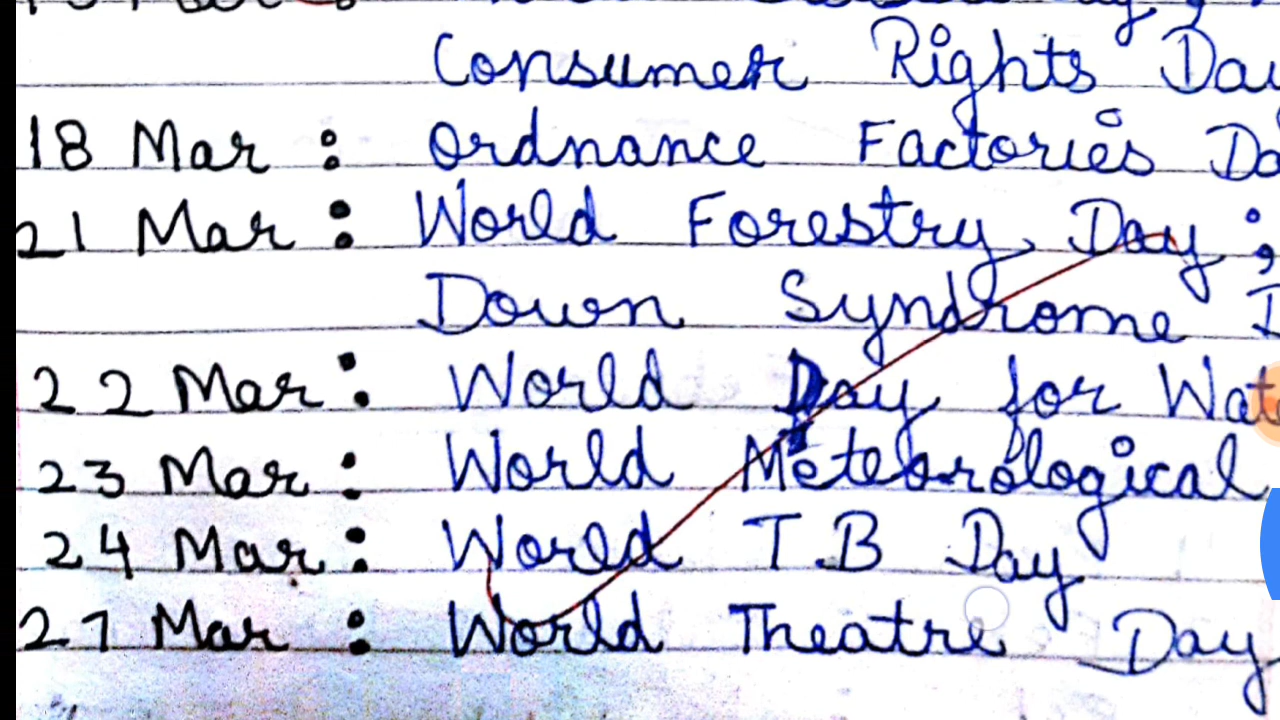 Consumer Rights
18 Mar : Ordnance Factories
21 Mar : World Forestry Day ;
Down Syndrome
22 Mar : World Day for
23 Mar : World Meteorological
24 Mar : World T.B Day
27 Mar : World Theatre Day